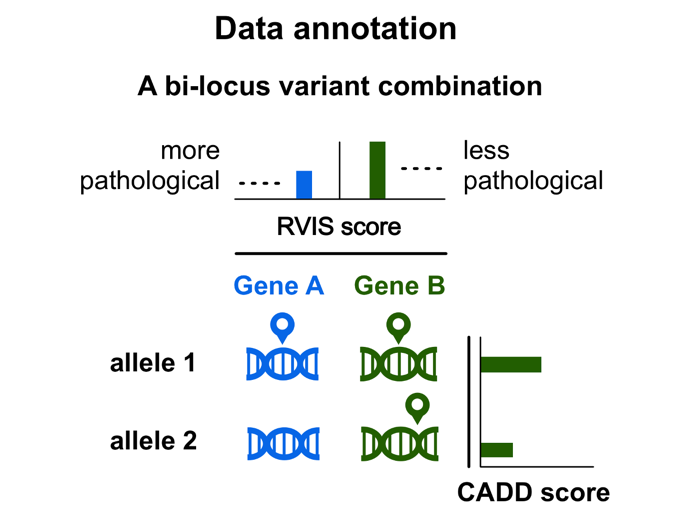 Data annotation
A bi-locus variant combination
more
pathological
less
pathological
RVIS score
Gene A
Gene B
allele 1
allele 2
CADD score